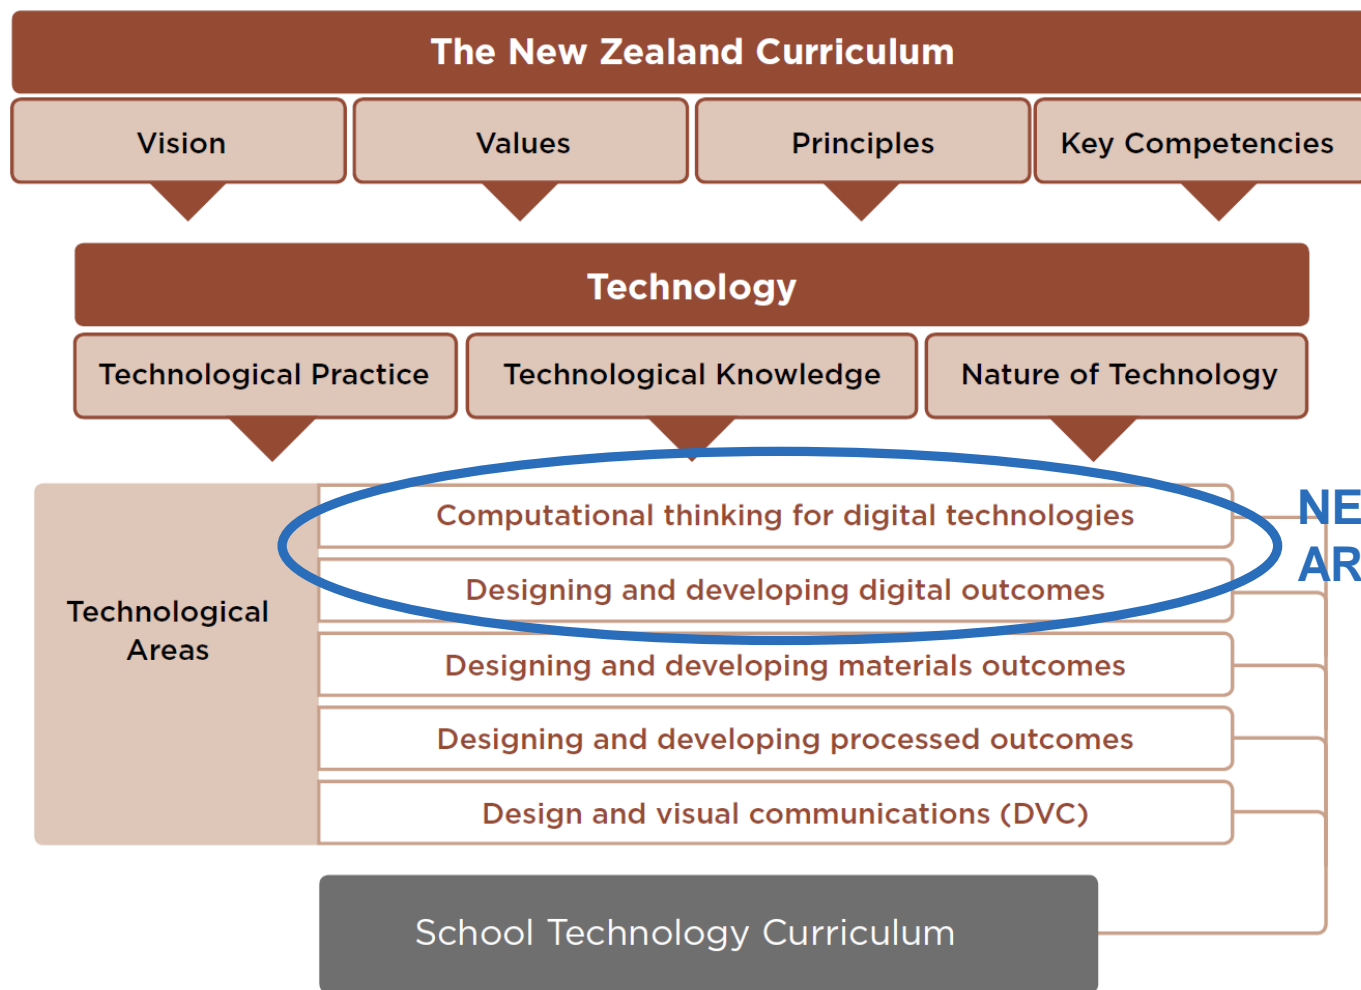 The New Zealand Curriculum
Vision
Values
Principles
Key Competencies
Technology
Technological Practice
Technological Knowledge
Nature of Technology
Technological
Areas
Computational thinking for digital technologies
Designing and developing digital outcomes
Designing and developing materials outcomes
Designing and developing processed outcomes
Design and visual communications (DVC)
NE
AR
School Technology Curriculum